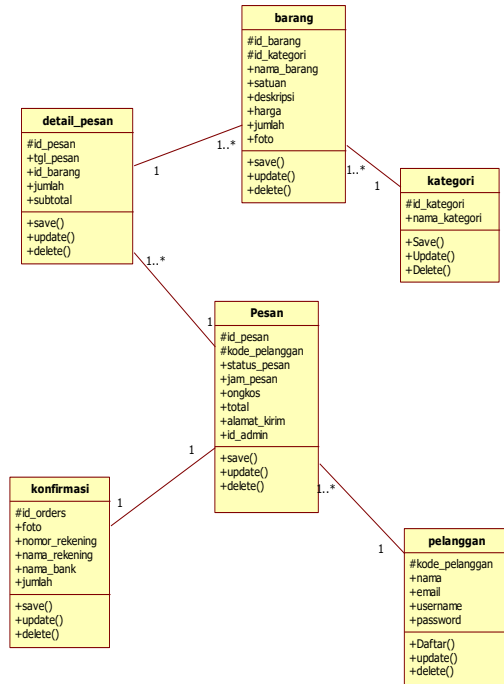 barang
#id_barang
#id_kategori
+nama_barang
+satuan
+deskripsi
+harga
+jumlah
+foto
+save()
+update()
+delete()
detail_pesan
#id_pesan
+tgl_pesan
+id_barang
+jumlah
+subtotal
+save()
+update()
+delete()
1
1..*
1..*
1
kategori
#id_kategori
+nama_kategori
+Save()
+Update()
+Delete()
1..*
1
Pesan
#id_pesan
#kode_pelanggan
+status_pesan
+jam_pesan
+ongkos
+total
+alamat_kirim
+id_admin
+save()
+update()
+delete()
1
1
konfirmasi
#id_orders
+foto
+nomor_rekening
+nama_rekening
+nama_bank
+jumlah
+save()
+update()
+delete()
1..*
1
pelanggan
#kode_pelanggan
+nama
+email
+username
+password
+Daftar()
+update()
+delete()